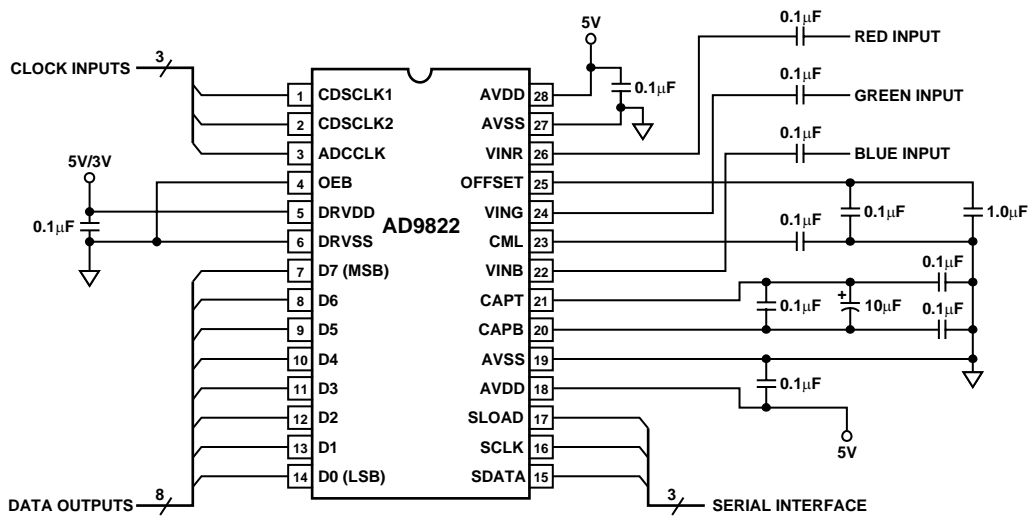 0.1μF
RED INPUT
5V
3
CLOCK INPUTS
0.1μF
GREEN INPUT
0.1μF
1 CDSCLK1 AVDD 28
2 CDSCLK2 AVSS 27
0.1μF
BLUE INPUT
3 ADCCLK VINR 26
5V/3V
4 OEB OFFSET 25
5 DRVDD VING 24
AD9822
0.1μF
0.1μF
1.0μF
0.1μF
6 DRVSS CML 23
7 D7 (MSB) VINB 22
0.1μF
8 D6 CAPT 21
0.1μF
+
10μF
0.1μF
9 D5 CAPB 20
10 D4 AVSS 19
0.1μF
11 D3 AVDD 18
12 D2 SLOAD 17
5V
13 D1 SCLK 16
14 D0 (LSB) SDATA 15
DATA OUTPUTS
8
3
SERIAL INTERFACE